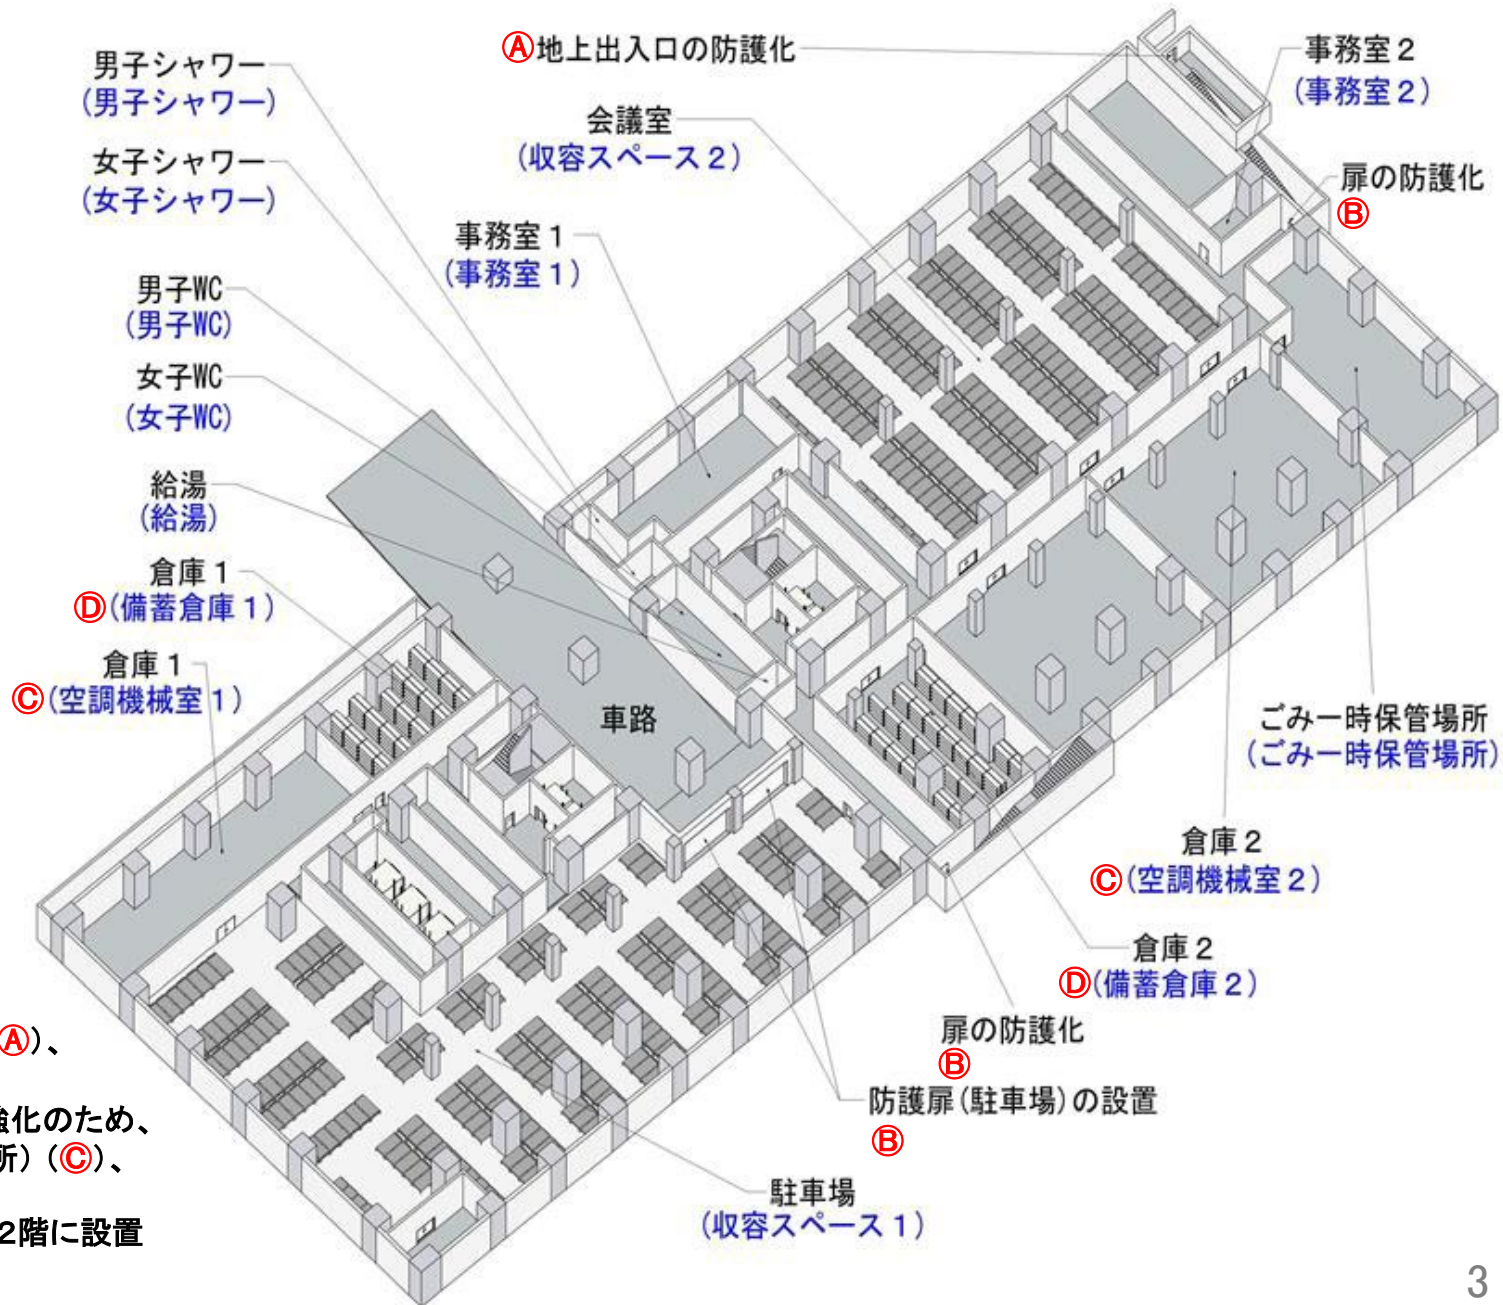 男子シャワー
(男子シャワー)
女子シャワー
(女子シャワー)
男子WC
(男子WC)
女子WC
(女子WC)
給湯
(給湯)
倉庫1
Ⓓ(備蓄倉庫1)
倉庫1
Ⓒ(空調機械室1)
Ⓐ地上出入口の防護化
会議室
(収容スペース2)
事務室1
(事務室1)
事務室2
(事務室2)
扉の防護化
Ⓑ
車路
ごみ一時保管場所
(ごみ一時保管場所)
倉庫2
Ⓒ(空調機械室2)
倉庫2
Ⓓ(備蓄倉庫2)
扉の防護化
Ⓑ
防護扉(駐車場)の設置
Ⓑ
駐車場
(収容スペース1)
Ⓐ)、
強化のため、
所)(Ⓒ)、
2階に設置
3